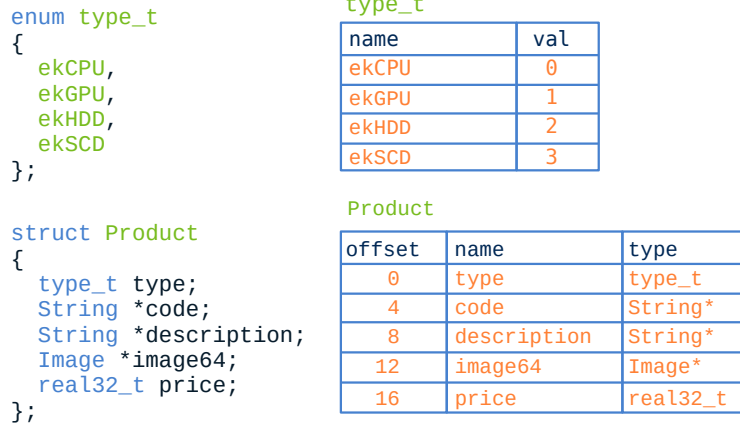 enum type_t
{
ekCPU,
ekGPU,
ekHDD,
ekSCD
};
type_t
name val
ekCPU 0
ekGPU 1
ekHDD 2
ekSCD 3
struct Product
{
type_t type;
String *code;
String *description;
Image *image64;
real32_t price;
};
Product
offset name type
0 type type_t
4 code String*
8 description String*
12 image64 Image*
16 price real32_t